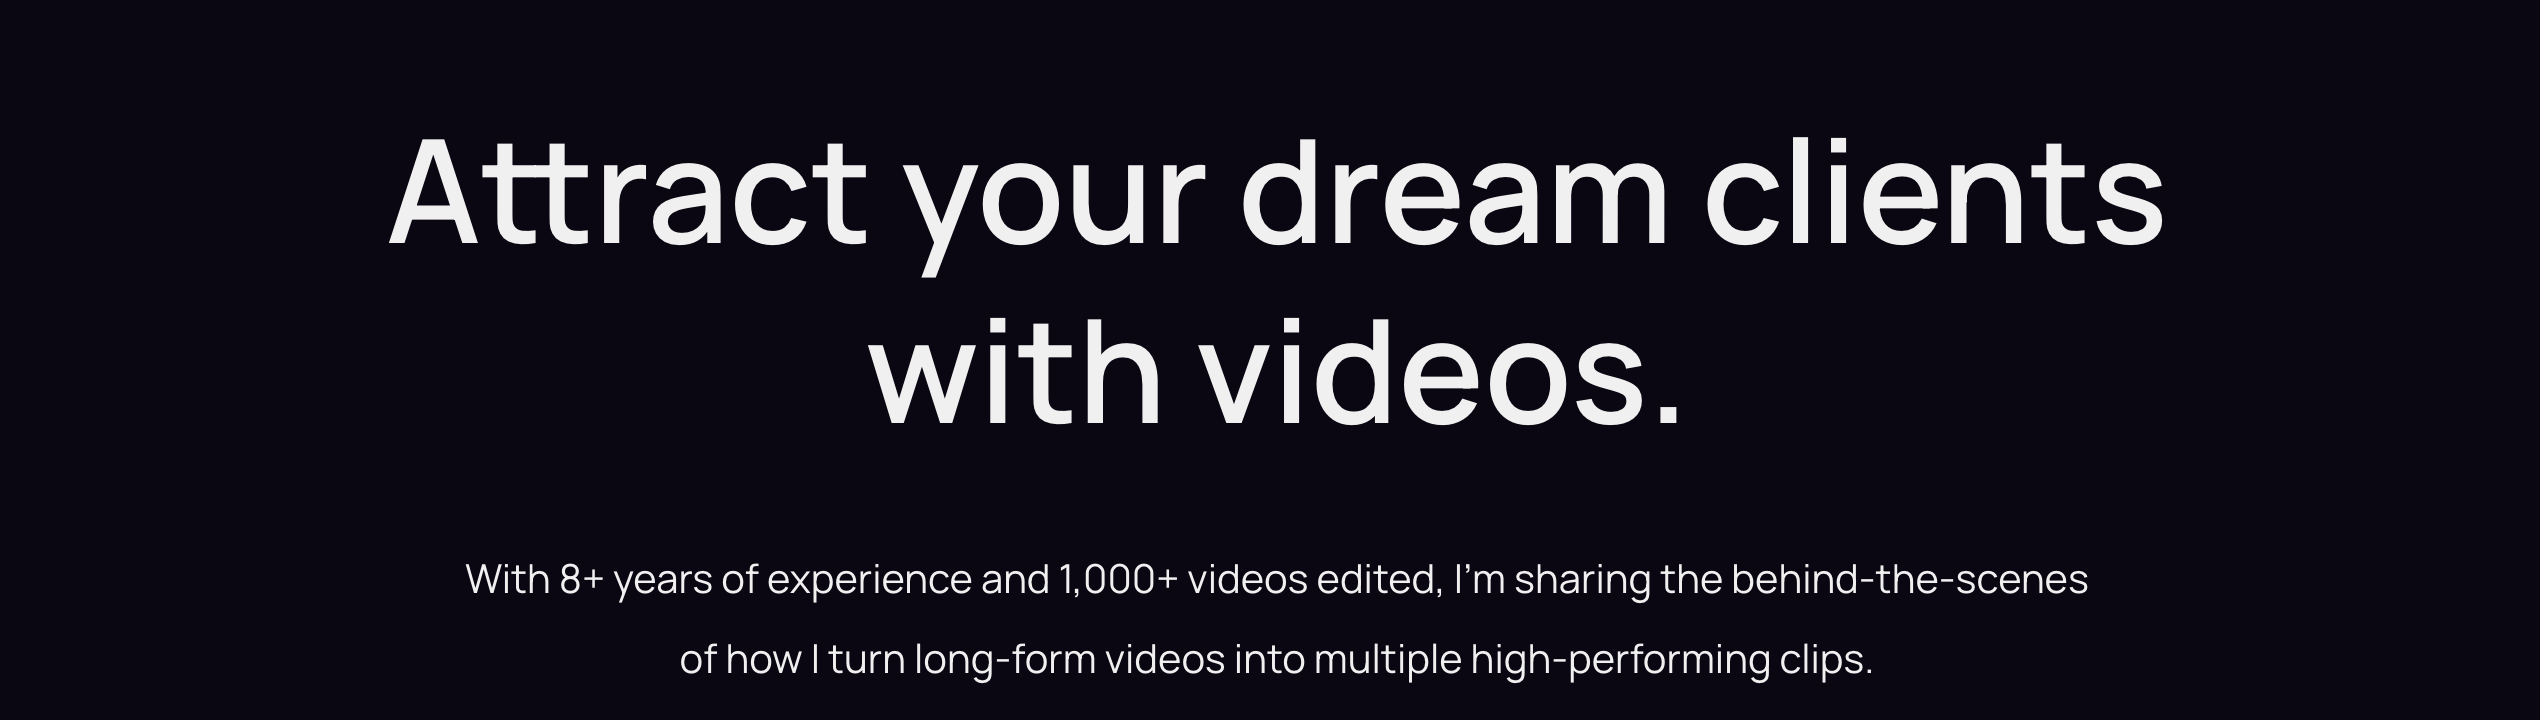 Attract your dream clients
with videos.
With 8+ years of experience and 1,000+ videos edited, I’m sharing the behind-the-scenes
of how I turn long-form videos into multiple high-performing clips.